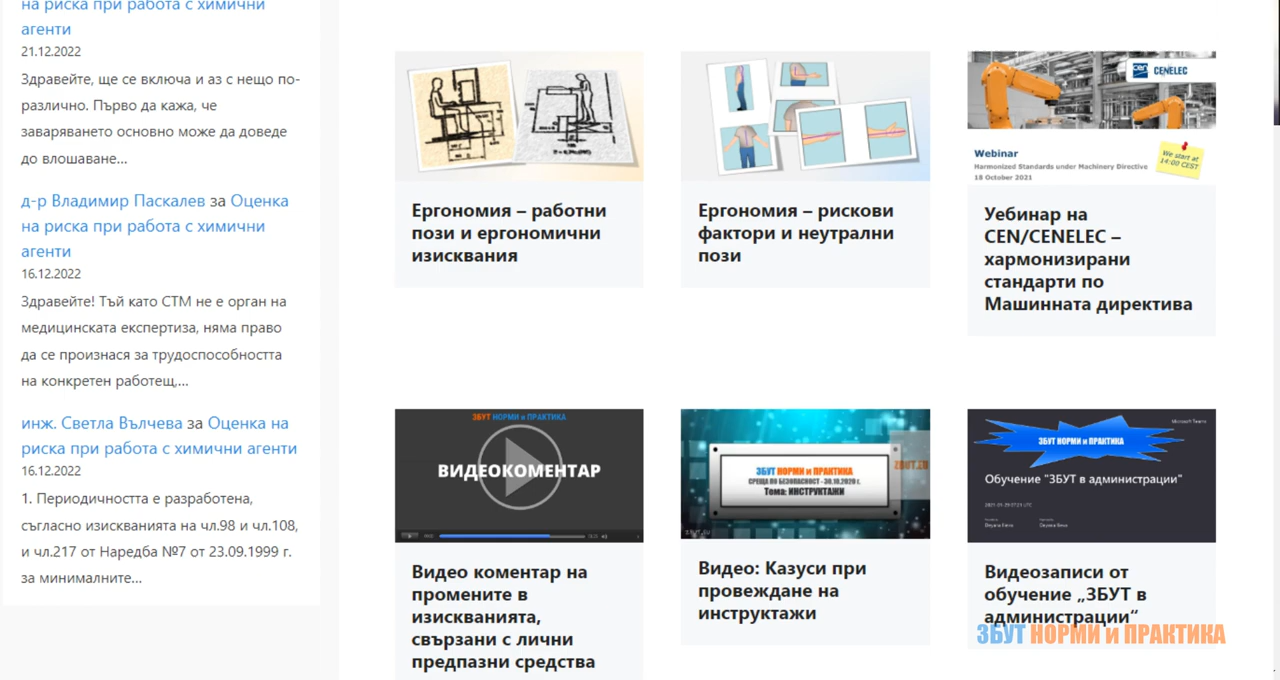 на риска при работа с химични
агенти
21.12.2022
Здравейте, ще се включа и аз с нещо по-
различно. Първо да кажа, че
заваряването основно може да доведе
до влошаване...
д-р Владимир Паскалев за Оценка
на риска при работа с химични
агенти
16.12.2022
Здравейте! Тъй като СТМ не е орган на
медицинската експертиза, няма право
да се произнася за трудоспособността
на конкретен работещ,...
инж. Светла Вълчева за Оценка на
риска при работа с химични агенти
16.12.2022
1. Периодичността е разработена,
съгласно изискванията на чл.98 и чл.108,
и чл.217 от Наредба №7 от 23.09.1999 г.
за минималните...
Ергономия – работни
пози и ергономични
изисквания
Ергономия – рискови
фактори и неутрални
пози
cen CENELEC
Webinar
Harmonized Standards under Machinery Directive
18 October 2021
We start at
14:00 CEST
Уебинар на
CEN/CENELEC –
хармонизирани
стандарти по
Машинната директива
ЗБУТ НОРМИ и ПРАКТИКА
ВИДЕОКОМЕНТАР
Видео коментар на
промените в
изискванията,
свързани с лични
предпазни средства
ЗБУТ НОРМИ и ПРАКТИКА
СРЕЩА ПО БЕЗОПАСНОСТ - 30.10.2020 г.
Тема: ИНСТРУКТАЖИ
ZBUT.EU
Видео: Казуси при
провеждане на
инструктажи
Microsoft Teams
ЗБУТ НОРМИ и ПРАКТИКА
Обучение "ЗБУТ в администрации"
Видеозаписи от
обучение „ЗБУТ в
администрации“
ЗБУТ НОРМИ и ПРАКТИКА